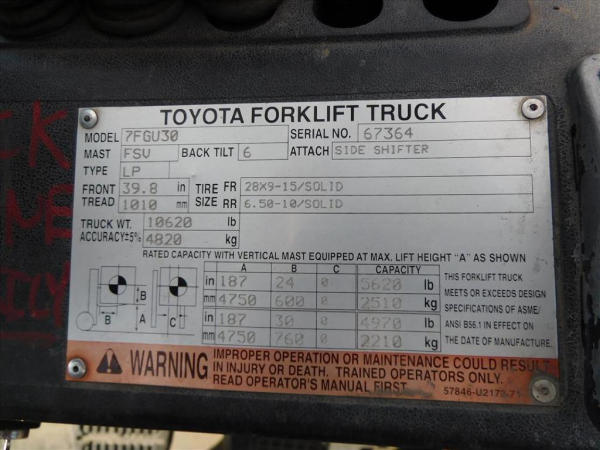 TOYOTA FORKLIFT TRUCK
MODEL 7FGU30 SERIAL NO. 67364
MAST FSV BACK TILT 6 ATTACH SIDE SHIFTER
TYPE LP
FRONT 39.8 in TIRE FR 28X9-15/SOLID
TREAD 1010 mm SIZE RR 6.50-10/SOLID
TRUCK WT. 10620 lb
ACCURACY±5% 4820 kg
RATED CAPACITY WITH VERTICAL MAST EQUIPPED AT MAX. LIFT HEIGHT "A" AS SHOWN
A B C CAPACITY
in 187 24 0 5620 lb
mm 4750 600 0 2510 kg
in 187 30 0 4970 lb
mm 4750 760 0 2210 kg
B B A C
THIS FORKLIFT TRUCK
MEETS OR EXCEEDS DESIGN
SPECIFICATIONS OF ASME/
ANSI B56.1 IN EFFECT ON
THE DATE OF MANUFACTURE.
WARNING
IMPROPER OPERATION OR MAINTENANCE COULD RESULT
IN INJURY OR DEATH. TRAINED OPERATORS ONLY.
READ OPERATOR'S MANUAL FIRST.
57846-U2172-71